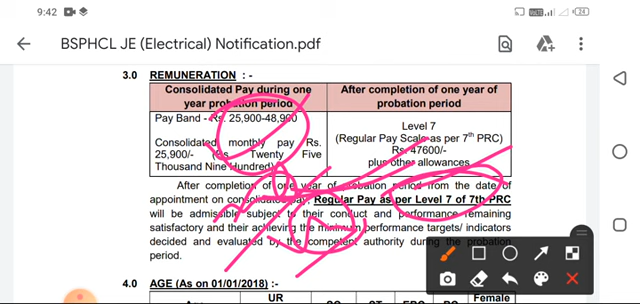 9:42
24
BSPHCL JE (Electrical) Notification.pdf
3.0 REMUNERATION :-
Consolidated Pay during one year probation period
After completion of one year of probation period
Pay Band - Rs. 25,900-48,900
Consolidated monthly pay Rs. 25,900/- (Rs. Twenty Five Thousand Nine Hundred)
Level 7
(Regular Pay Scale as per 7th PRC)
Rs. 47600/-
plus other allowances
After completion of one year of probation period from the date of
appointment on consolidated pay, Regular Pay as per Level 7 of 7th PRC
will be admissible subject to their conduct and performance remaining
satisfactory and their achieving the minimum performance targets/ indicators
decided and evaluated by the competent authority during the probation
period.
4.0 AGE (As on 01/01/2018) :-
UR
Female